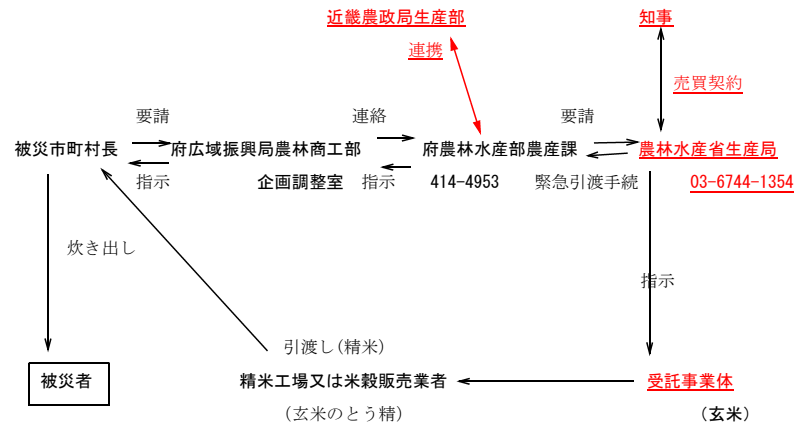 近畿農政局生産部
知事
連携
売買契約
要請
連絡
要請
被災市町村長
府広域振興局農林商工部
府農林水産部農産課
農林水産省生産局
指示
企画調整室
指示
414-4953
緊急引渡手続
03-6744-1354
炊き出し
指示
引渡し(精米)
被災者
精米工場又は米穀販売業者
受託事業体
(玄米のとう精)
(玄米)